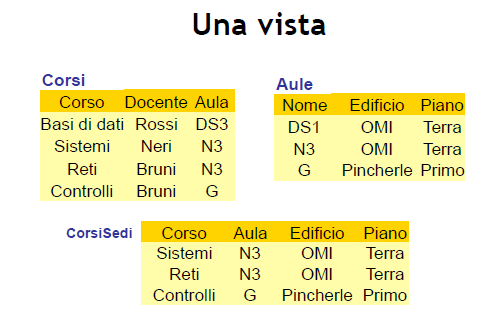 Una vista
Corsi
Corso Docente Aula
Basi di dati Rossi DS3
Sistemi Neri N3
Reti Bruni N3
Controlli Bruni G
Aule
Nome Edificio Piano
DS1 OMI Terra
N3 OMI Terra
G Pincherle Primo
CorsiSedi
Corso Aula Edificio Piano
Sistemi N3 OMI Terra
Reti N3 OMI Terra
Controlli G Pincherle Primo